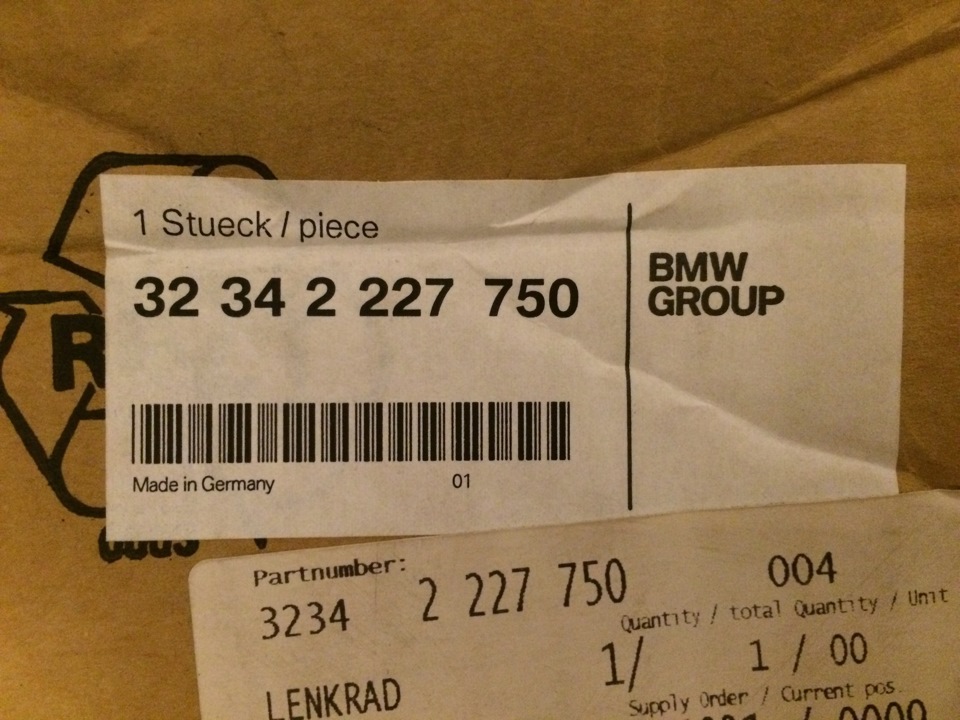 1 Stueck / piece
32 34 2 227 750
BMW
GROUP
Made in Germany
01
R
Partnumber:
3234 2 227 750
004
Quantity / total Quantity / Unit
1/ 1 / 00
LENKRAD
Supply Order / Current pos.